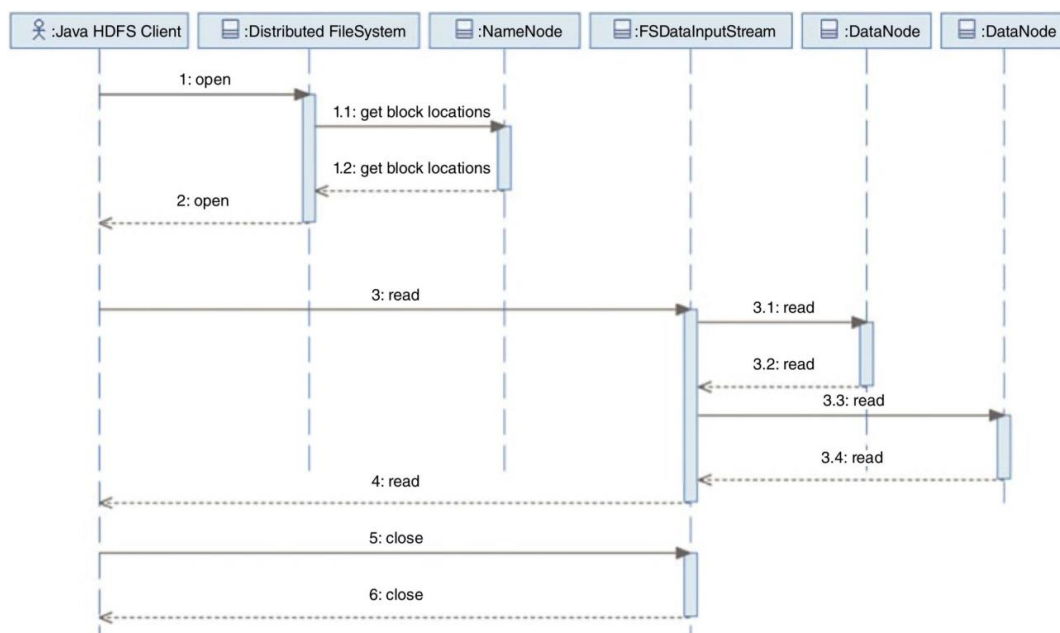 :Java HDFS Client
:Distributed FileSystem
:NameNode
:FSDataInputStream
:DataNode
:DataNode
1: open
1.1: get block locations
1.2: get block locations
2: open
3: read
3.1: read
3.2: read
3.3: read
3.4: read
4: read
5: close
6: close